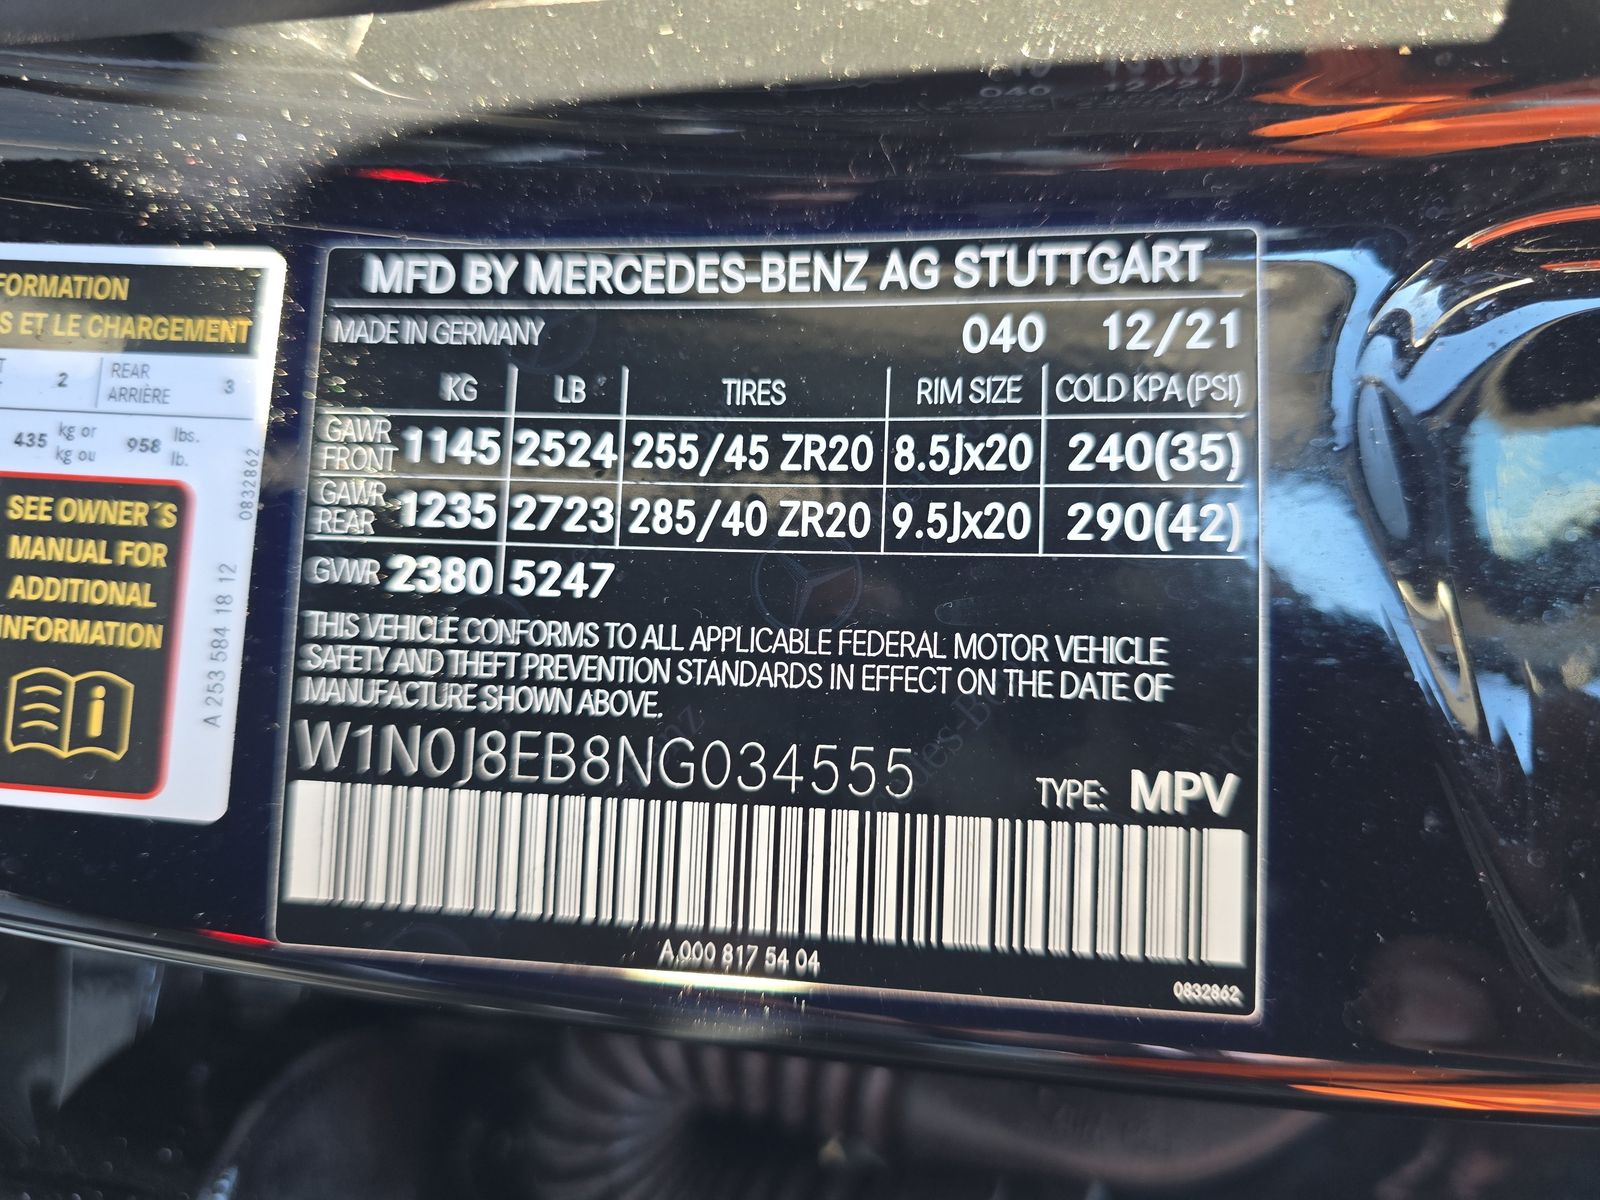 FORMATION
S ET LE CHARGEMENT
2 REAR 3
ARRIÈRE
435 kg or 958 lbs.
kg ou lb.
0832862
SEE OWNER´S
MANUAL FOR
ADDITIONAL
INFORMATION
A 253 584 18 12
MFD BY MERCEDES-BENZ AG STUTTGART
MADE IN GERMANY 040 12/21
KG LB TIRES RIM SIZE COLD KPA (PSI)
GAWR FRONT 1145 2524 255/45 ZR20 8.5Jx20 240(35)
GAWR REAR 1235 2723 285/40 ZR20 9.5Jx20 290(42)
GVWR 2380 5247
THIS VEHICLE CONFORMS TO ALL APPLICABLE FEDERAL MOTOR VEHICLE
SAFETY AND THEFT PREVENTION STANDARDS IN EFFECT ON THE DATE OF
MANUFACTURE SHOWN ABOVE.
W1N0J8EB8NG034555
TYPE: MPV
A 000 817 54 04
0832862